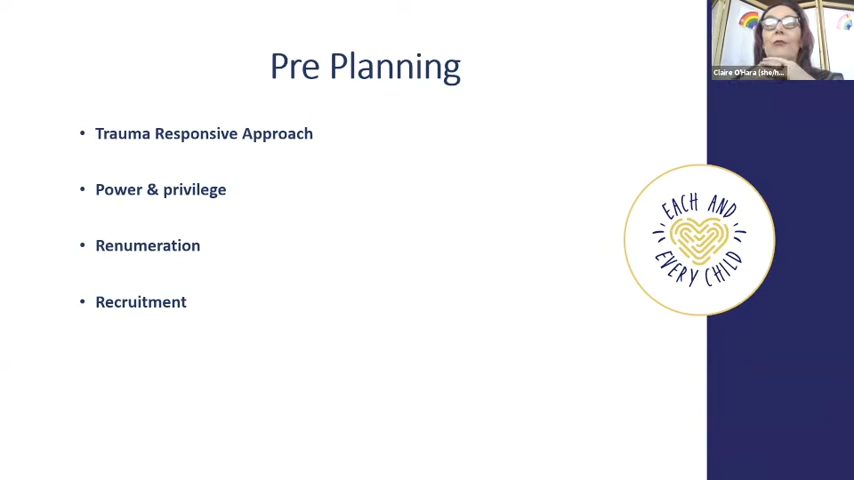 Pre Planning
• Trauma Responsive Approach
• Power & privilege
• Renumeration
• Recruitment
Claire O'Hara (she/h...
EACH AND
EVERY CHILD